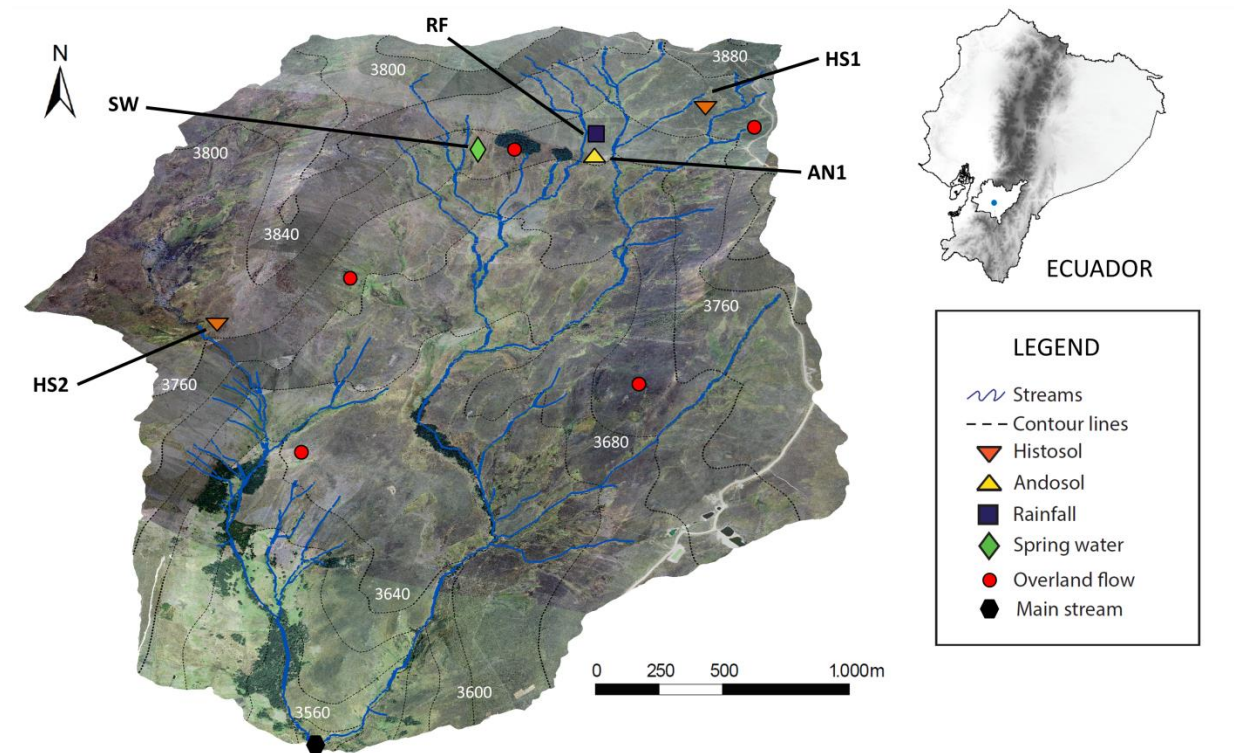 N
RF
3880
HS1
3800
SW
3800
AN1
3840
ECUADOR
3760
HS2
3760
LEGEND
Streams
Contour lines
Histosol
Andosol
Rainfall
Spring water
Overland flow
Main stream
3680
3640
3600
3560
0 250 500 1.000m